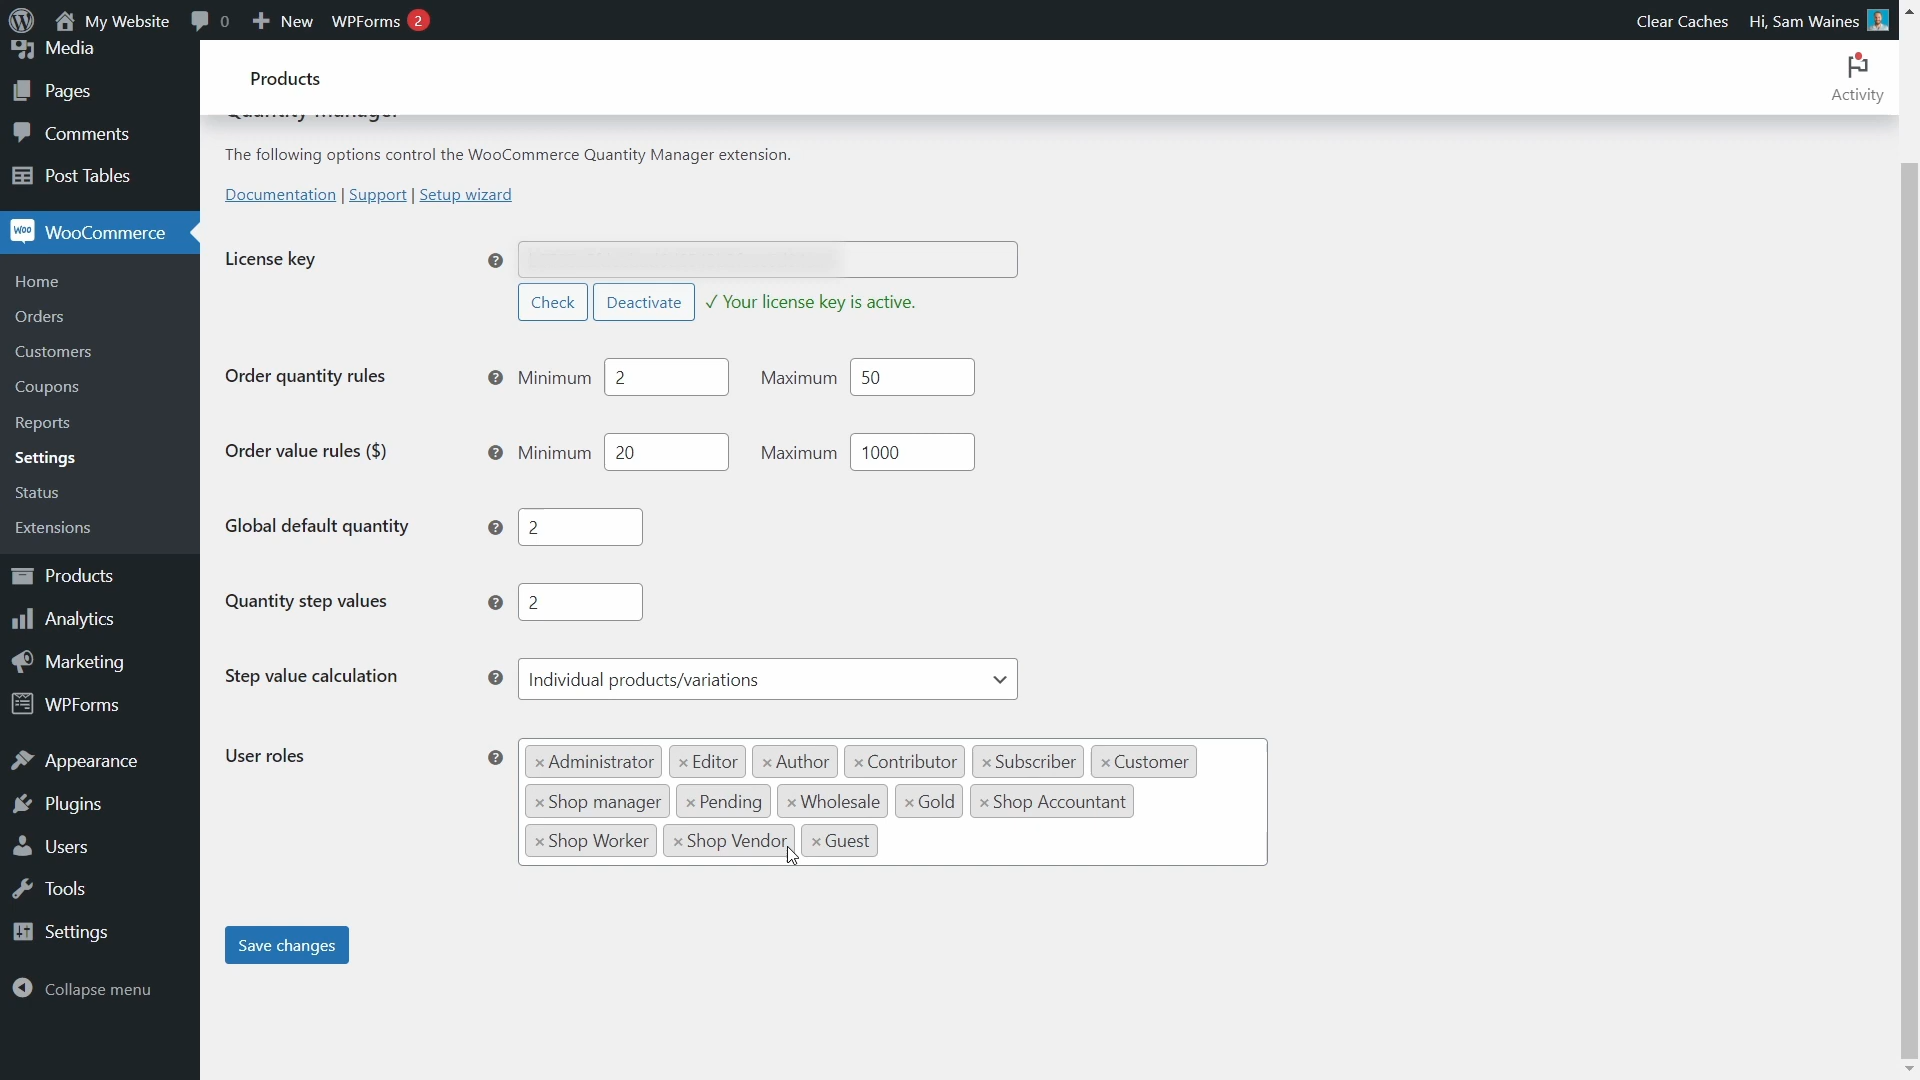 My Website 0 New WPForms 2 Clear Caches Hi, Sam Waines
Media
Pages
Comments
Post Tables
WooCommerce
Home
Orders
Customers
Coupons
Reports
Settings
Status
Extensions
Products
Analytics
Marketing
WPForms
Appearance
Plugins
Users
Tools
Settings
Collapse menu
Products
Activity
Quantity Manager
The following options control the WooCommerce Quantity Manager extension.
Documentation | Support | Setup wizard
License key
Check Deactivate ✓ Your license key is active.
Order quantity rules ? Minimum 2 Maximum 50
Order value rules ($) ? Minimum 20 Maximum 1000
Global default quantity ? 2
Quantity step values ? 2
Step value calculation ? Individual products/variations
User roles ? × Administrator × Editor × Author × Contributor × Subscriber × Customer
× Shop manager × Pending × Wholesale × Gold × Shop Accountant
× Shop Worker × Shop Vendor × Guest
Save changes